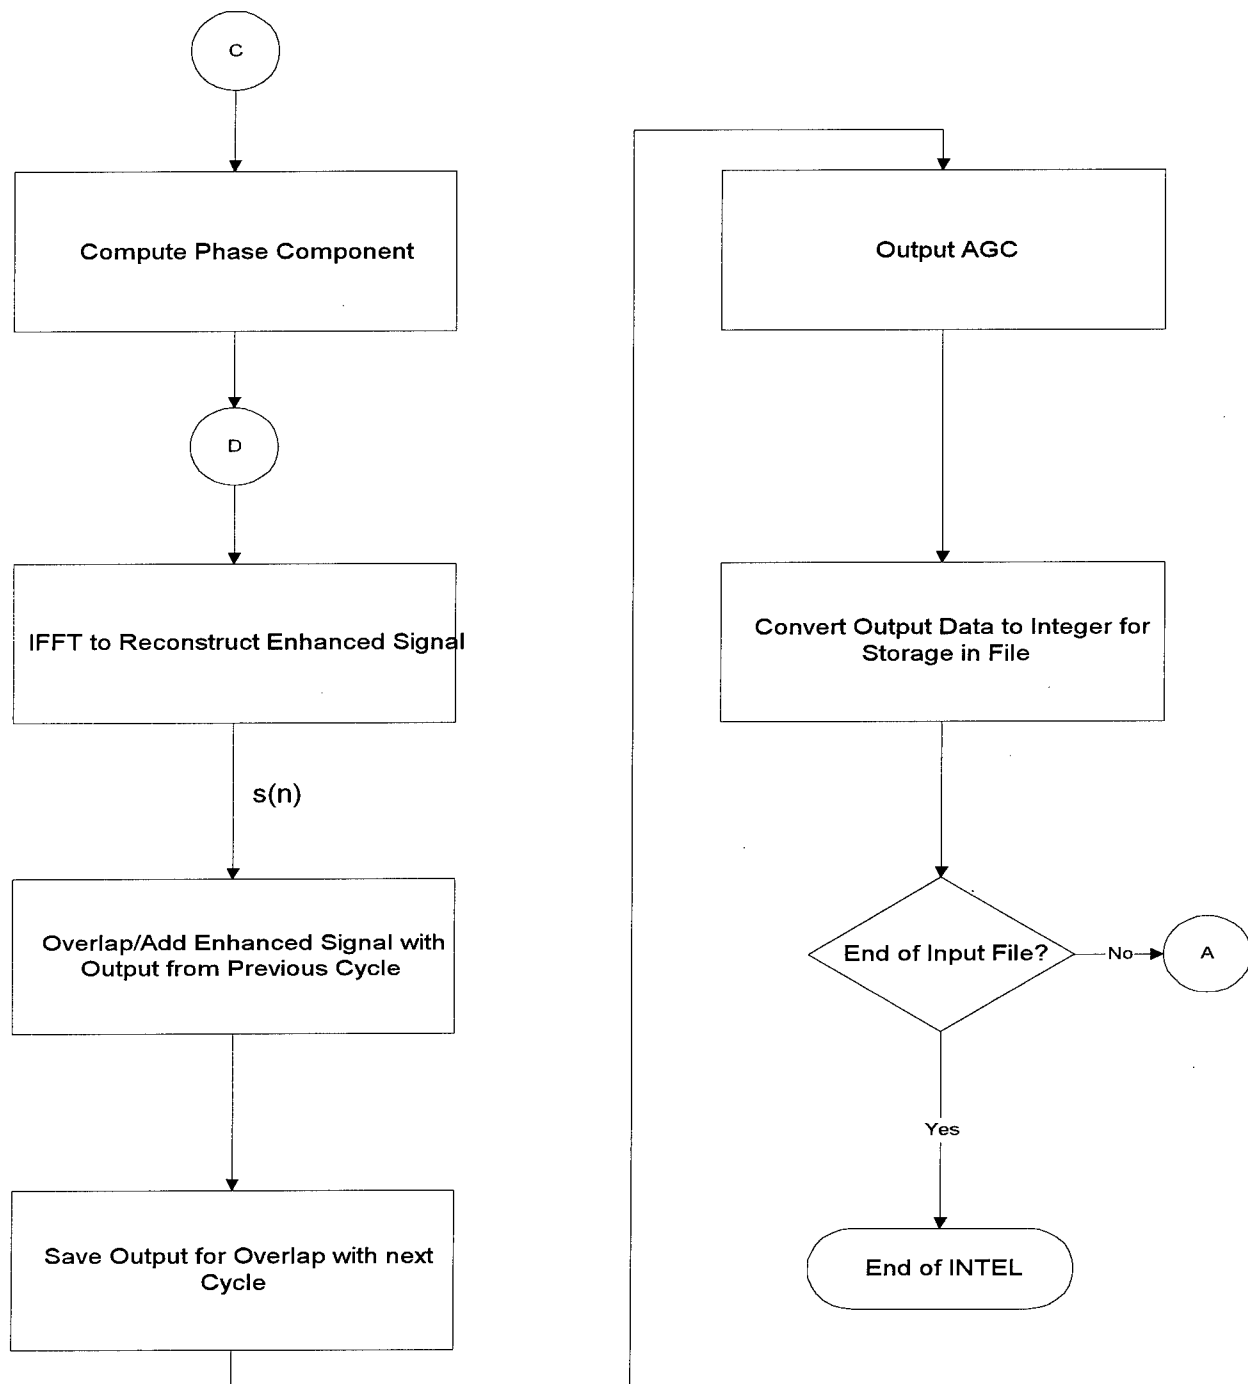 C
Compute Phase Component
D
IFFT to Reconstruct Enhanced Signal
s(n)
Overlap/Add Enhanced Signal with
Output from Previous Cycle
Save Output for Overlap with next
Cycle
Output AGC
Convert Output Data to Integer for
Storage in File
End of Input File?
No
A
Yes
End of INTEL